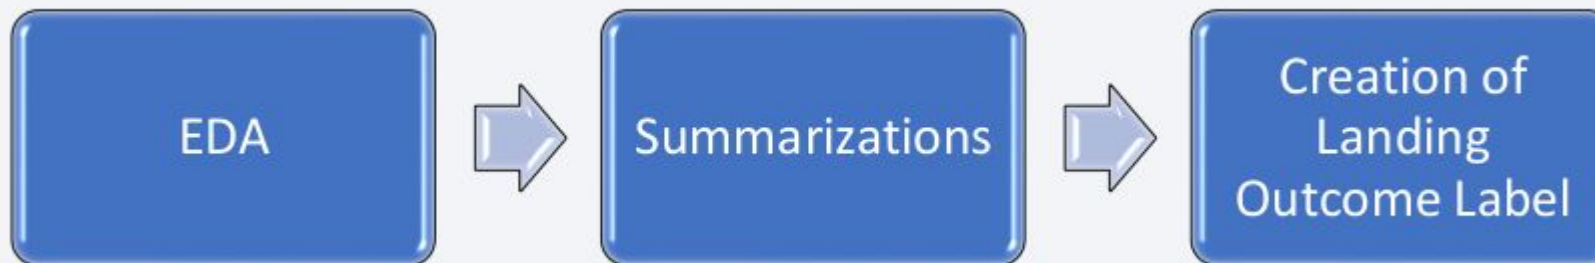 EDA
Summarizations
Creation of
Landing
Outcome Label